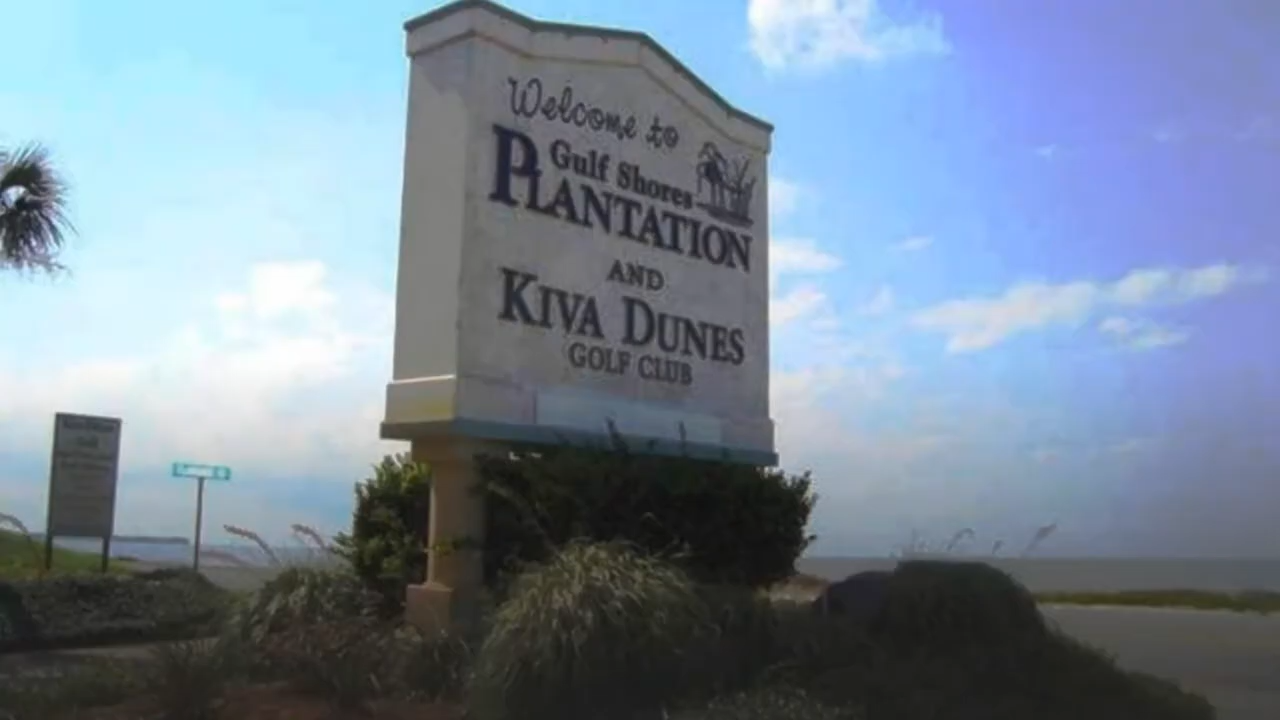 Welcome to
Gulf Shores
PLANTATION
AND
KIVA DUNES
GOLF CLUB